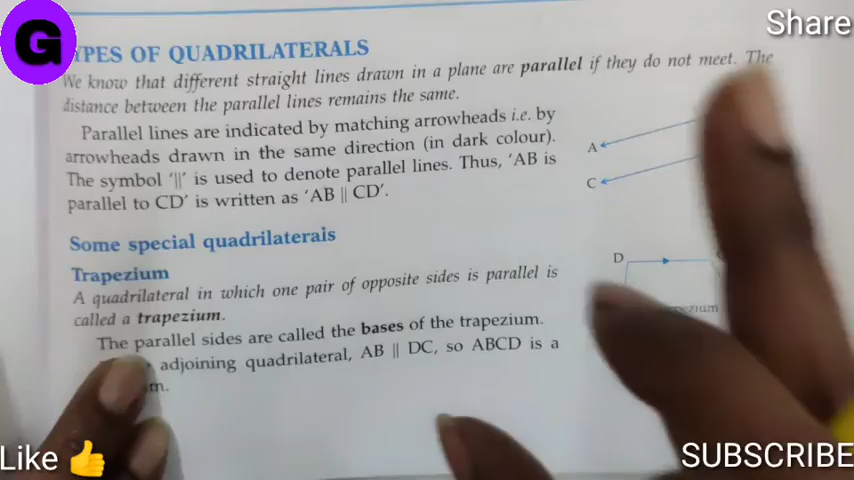 G
Share
YPES OF QUADRILATERALS
We know that different straight lines drawn in a plane are parallel if they do not meet. The
distance between the parallel lines remains the same.
Parallel lines are indicated by matching arrowheads i.e. by
arrowheads drawn in the same direction (in dark colour).
The symbol '||' is used to denote parallel lines. Thus, 'AB is
parallel to CD' is written as 'AB || CD'.
A
C
Some special quadrilaterals
Trapezium
A quadrilateral in which one pair of opposite sides is parallel is
called a trapezium.
The parallel sides are called the bases of the trapezium.
adjoining quadrilateral, AB || DC, so ABCD is a
m.
D
pezium
Like 👍
SUBSCRIBE